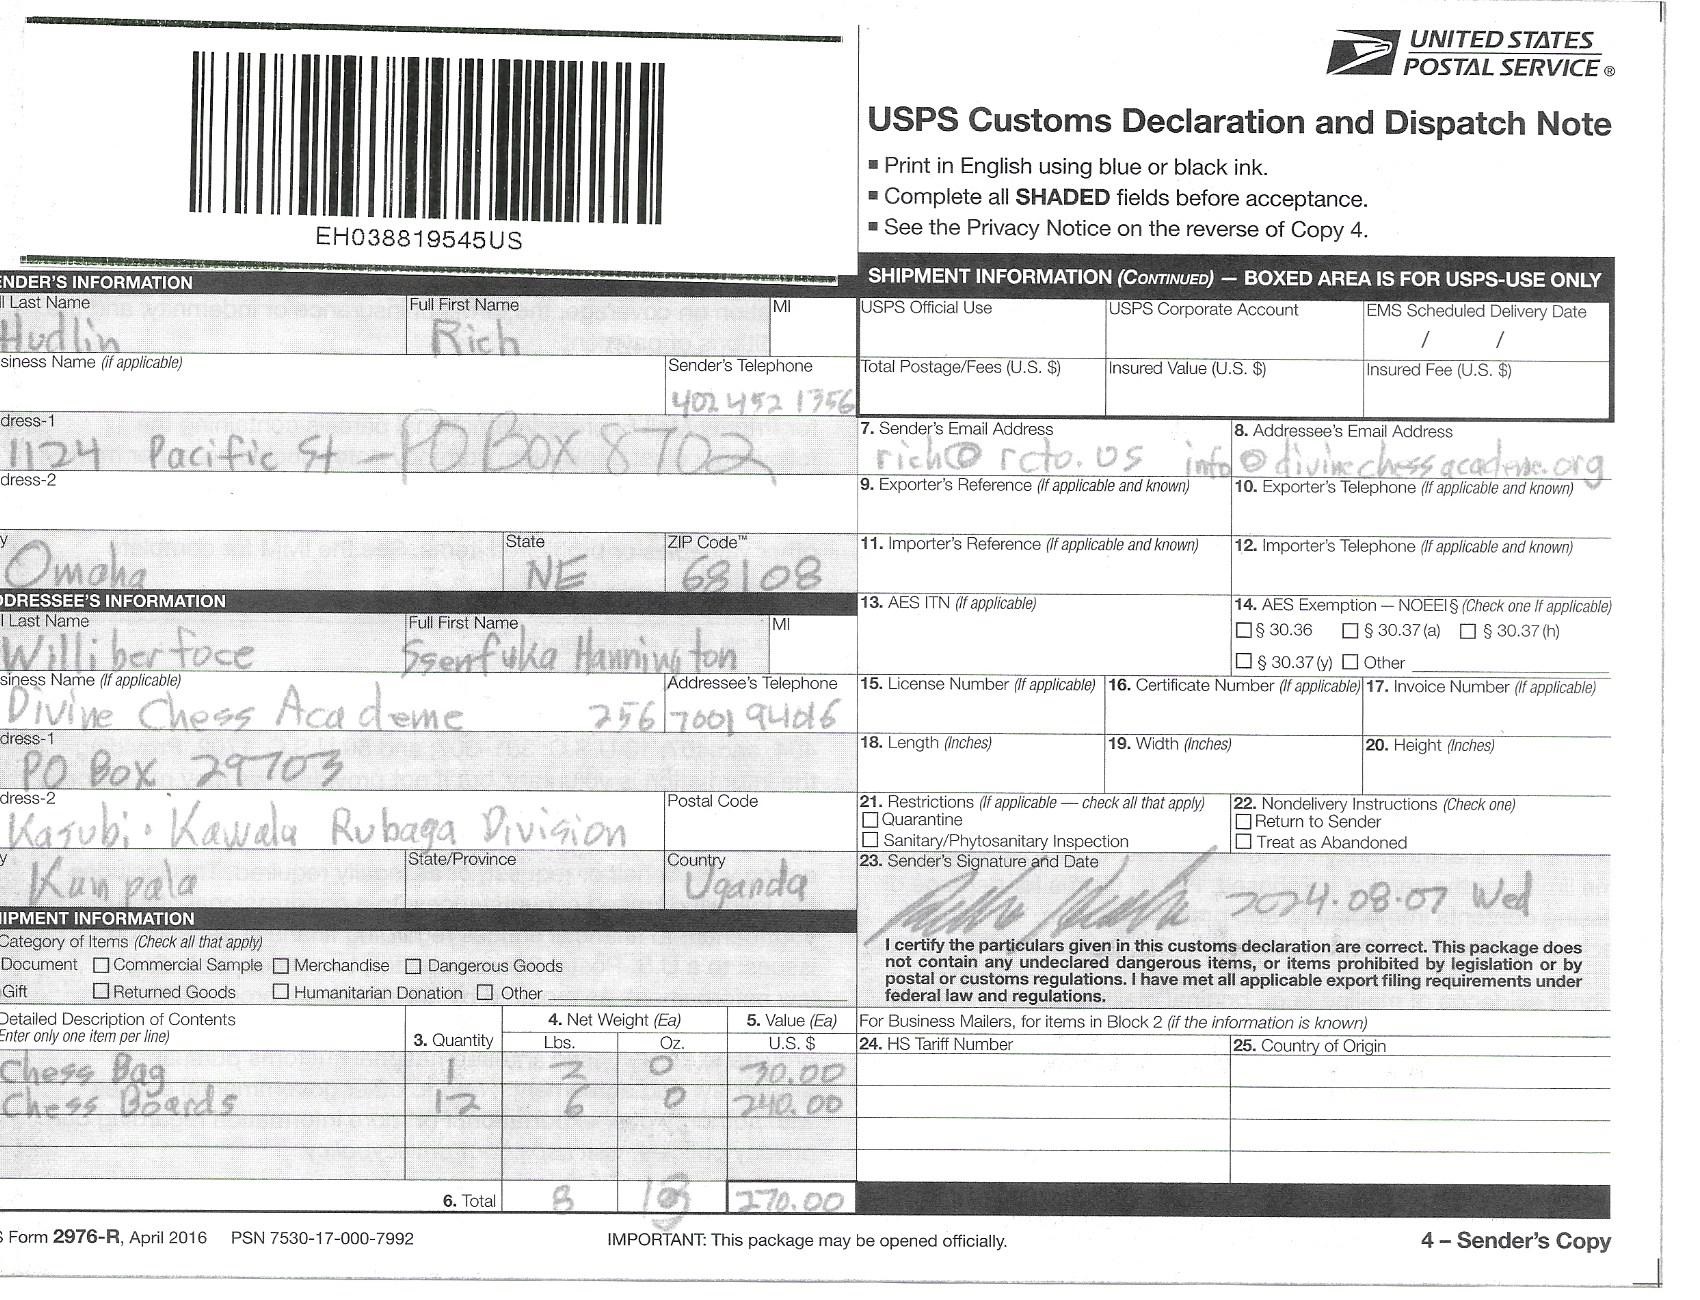 UNITED STATES
POSTAL SERVICE ®
EH038819545US
USPS Customs Declaration and Dispatch Note
▪ Print in English using blue or black ink.
▪ Complete all SHADED fields before acceptance.
▪ See the Privacy Notice on the reverse of Copy 4.
NDER'S INFORMATION
l Last Name Full First Name MI
Hudlin Rich
siness Name (if applicable) Sender's Telephone
402 452 1356
dress-1
1124 Pacific St - PO Box 8702
dress-2
y State ZIP Code™
Omaha NE 68108
DDRESSEE'S INFORMATION
l Last Name Full First Name MI
Williberfoce Ssenfuka Hannington
siness Name (If applicable) Addressee's Telephone
Divine Chess Academe 256 700194016
dress-1
PO Box 29703
dress-2 Postal Code
Kasubi · Kawala Rubaga Division
y State/Province Country
Kampala Uganda
HIPMENT INFORMATION
Category of Items (Check all that apply)
Document Commercial Sample Merchandise Dangerous Goods
Gift Returned Goods Humanitarian Donation Other
Detailed Description of Contents 3. Quantity 4. Net Weight (Ea) 5. Value (Ea)
Enter only one item per line) Lbs. Oz. U.S. $
Chess Bag 1 2 0 30.00
Chess Boards 12 6 0 240.00
6. Total 8 270.00
SHIPMENT INFORMATION (CONTINUED) — BOXED AREA IS FOR USPS-USE ONLY
USPS Official Use USPS Corporate Account EMS Scheduled Delivery Date
/ /
Total Postage/Fees (U.S. $) Insured Value (U.S. $) Insured Fee (U.S. $)
7. Sender's Email Address 8. Addressee's Email Address
rich@rcto.us info@divinechessacademe.org
9. Exporter's Reference (If applicable and known) 10. Exporter's Telephone (If applicable and known)
11. Importer's Reference (If applicable and known) 12. Importer's Telephone (If applicable and known)
13. AES ITN (If applicable) 14. AES Exemption — NOEEI § (Check one If applicable)
§ 30.36 § 30.37 (a) § 30.37 (h)
§ 30.37 (y) Other
15. License Number (If applicable) 16. Certificate Number (If applicable) 17. Invoice Number (If applicable)
18. Length (Inches) 19. Width (Inches) 20. Height (Inches)
21. Restrictions (If applicable — check all that apply) 22. Nondelivery Instructions (Check one)
Quarantine Return to Sender
Sanitary/Phytosanitary Inspection Treat as Abandoned
23. Sender's Signature and Date
2024.08.07 Wed
I certify the particulars given in this customs declaration are correct. This package does
not contain any undeclared dangerous items, or items prohibited by legislation or by
postal or customs regulations. I have met all applicable export filing requirements under
federal law and regulations.
For Business Mailers, for items in Block 2 (if the information is known)
24. HS Tariff Number 25. Country of Origin
S Form 2976-R, April 2016 PSN 7530-17-000-7992 IMPORTANT: This package may be opened officially. 4 – Sender's Copy